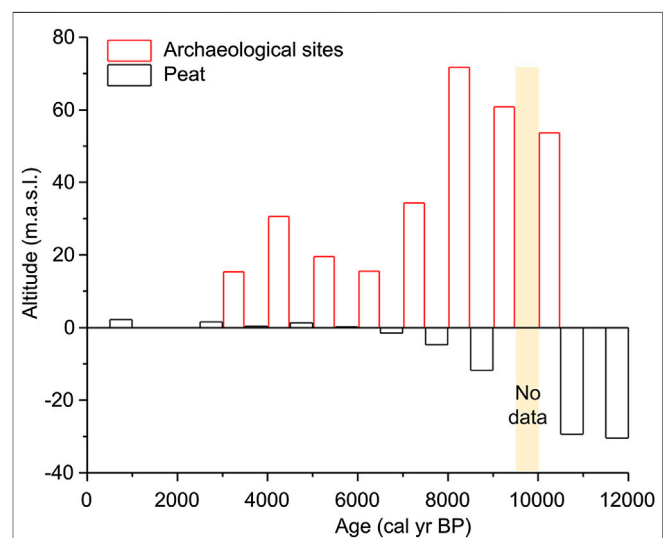 80
Archaeological sites
Peat
60
40
20
0
-20
-40
Altitude (m.a.s.l.)
No
data
0 2000 4000 6000 8000 10000 12000
Age (cal yr BP)